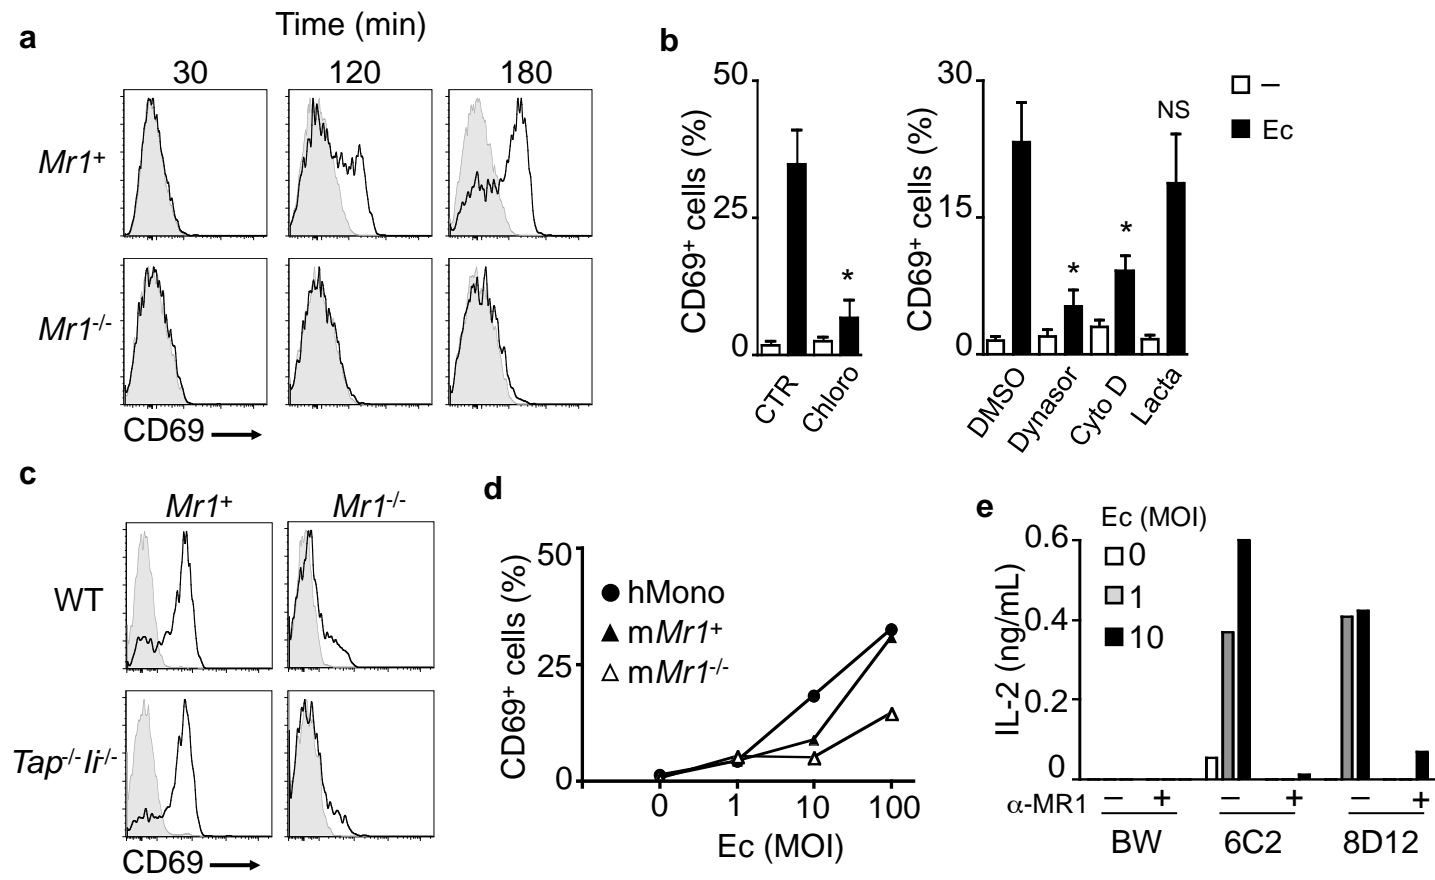 a
Time (min)
30 120 180
Mr1+
Mr1-/-
CD69
b
50
25
0
CD69+ cells (%)
CTR
Chloro
*
30
15
0
CD69+ cells (%)
DMSO
Dynasor
Cyto D
Lacta
*
*
NS
–
Ec
c
Mr1+ Mr1-/-
WT
Tap-/-Ii-/-
CD69
d
50
25
0
CD69+ cells (%)
hMono
mMr1+
mMr1-/-
0 1 10 100
Ec (MOI)
e
Ec (MOI)
0
1
10
0.6
0.4
0.2
0
IL-2 (ng/mL)
α-MR1 – + – + – +
BW 6C2 8D12